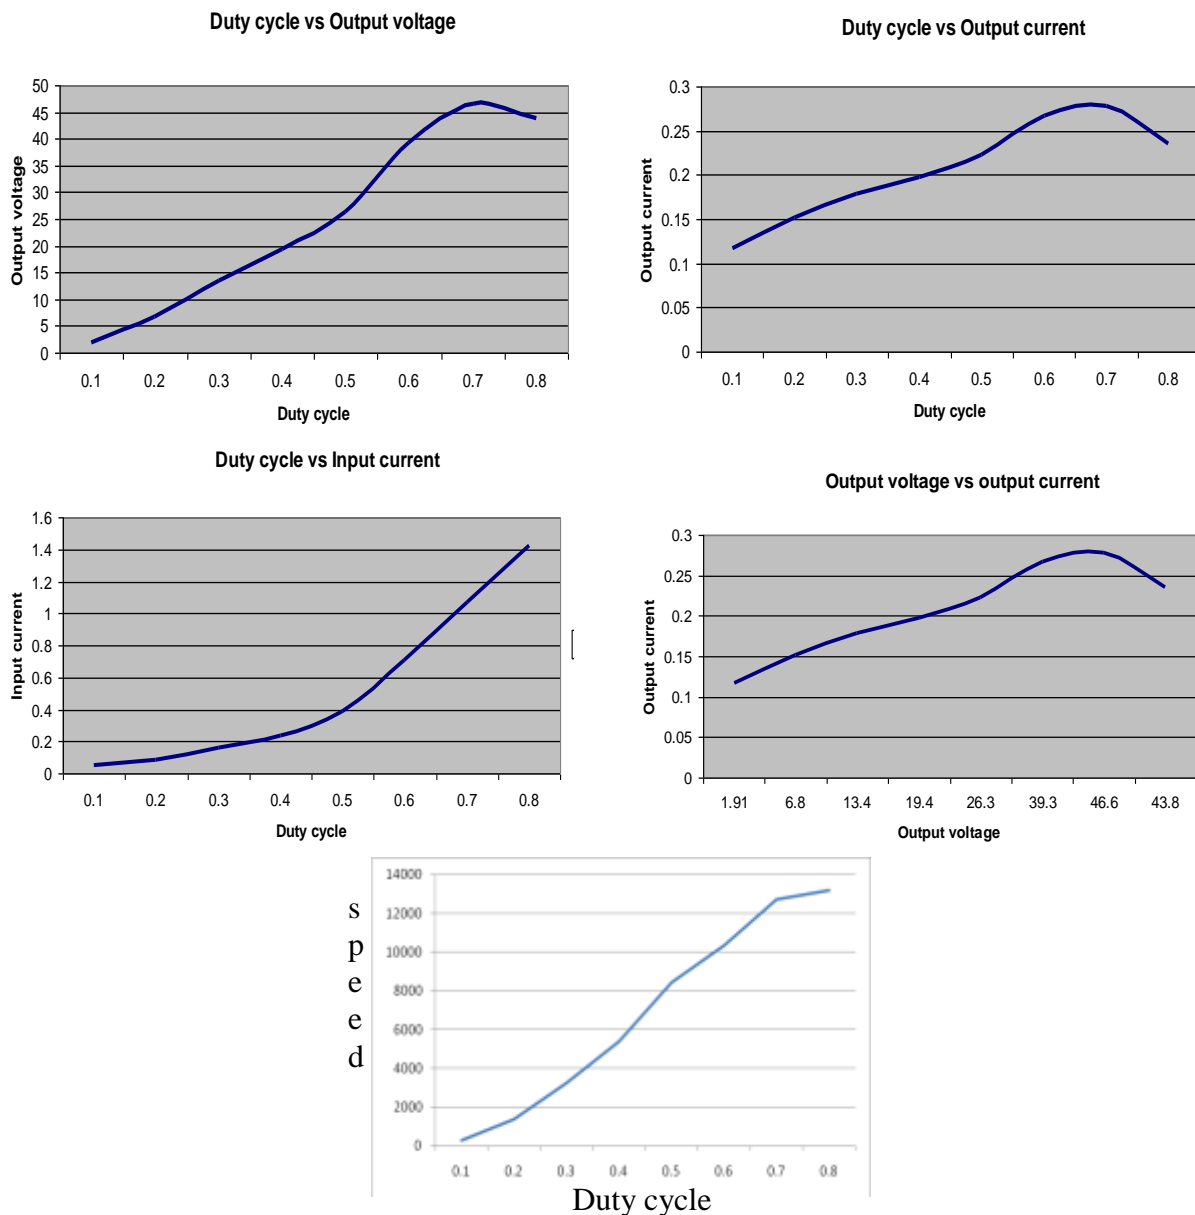 Duty cycle vs Output voltage
50
45
40
35
30
25
20
15
10
5
0
Output voltage
0.1 0.2 0.3 0.4 0.5 0.6 0.7 0.8
Duty cycle
Duty cycle vs Output current
0.3
0.25
0.2
0.15
0.1
0.05
0
Output current
0.1 0.2 0.3 0.4 0.5 0.6 0.7 0.8
Duty cycle
Duty cycle vs Input current
1.6
1.4
1.2
1
0.8
0.6
0.4
0.2
0
Input current
0.1 0.2 0.3 0.4 0.5 0.6 0.7 0.8
Duty cycle
Output voltage vs output current
0.3
0.25
0.2
0.15
0.1
0.05
0
Output current
1.91 6.8 13.4 19.4 26.3 39.3 46.6 43.8
Output voltage
s
p
e
e
d
14000
12000
10000
8000
6000
4000
2000
0
0.1 0.2 0.3 0.4 0.5 0.6 0.7 0.8
Duty cycle